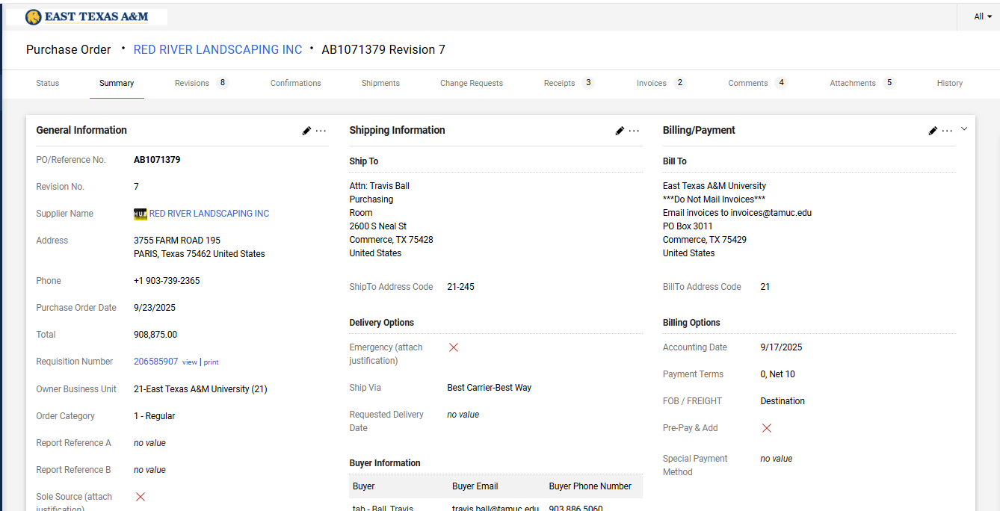 EAST TEXAS A&M
All
Purchase Order • RED RIVER LANDSCAPING INC • AB1071379 Revision 7
Status Summary Revisions 8 Confirmations Shipments Change Requests Receipts 3 Invoices 2 Comments 4 Attachments 5 History
General Information
PO/Reference No. AB1071379
Revision No. 7
Supplier Name HUB RED RIVER LANDSCAPING INC
Address 3755 FARM ROAD 195
PARIS, Texas 75462 United States
Phone +1 903-739-2365
Purchase Order Date 9/23/2025
Total 908,875.00
Requisition Number 206585907 view | print
Owner Business Unit 21-East Texas A&M University (21)
Order Category 1 - Regular
Report Reference A no value
Report Reference B no value
Sole Source (attach
justification)
Shipping Information
Ship To
Attn: Travis Ball
Purchasing
Room
2600 S Neal St
Commerce, TX 75428
United States
ShipTo Address Code 21-245
Delivery Options
Emergency (attach
justification)
Ship Via Best Carrier-Best Way
Requested Delivery no value
Date
Buyer Information
Buyer Buyer Email Buyer Phone Number
tab - Ball, Travis travis.ball@tamuc.edu 903.886.5060
Billing/Payment
Bill To
East Texas A&M University
***Do Not Mail Invoices***
Email invoices to invoices@tamuc.edu
PO Box 3011
Commerce, TX 75429
United States
BillTo Address Code 21
Billing Options
Accounting Date 9/17/2025
Payment Terms 0, Net 10
FOB / FREIGHT Destination
Pre-Pay & Add
Special Payment no value
Method